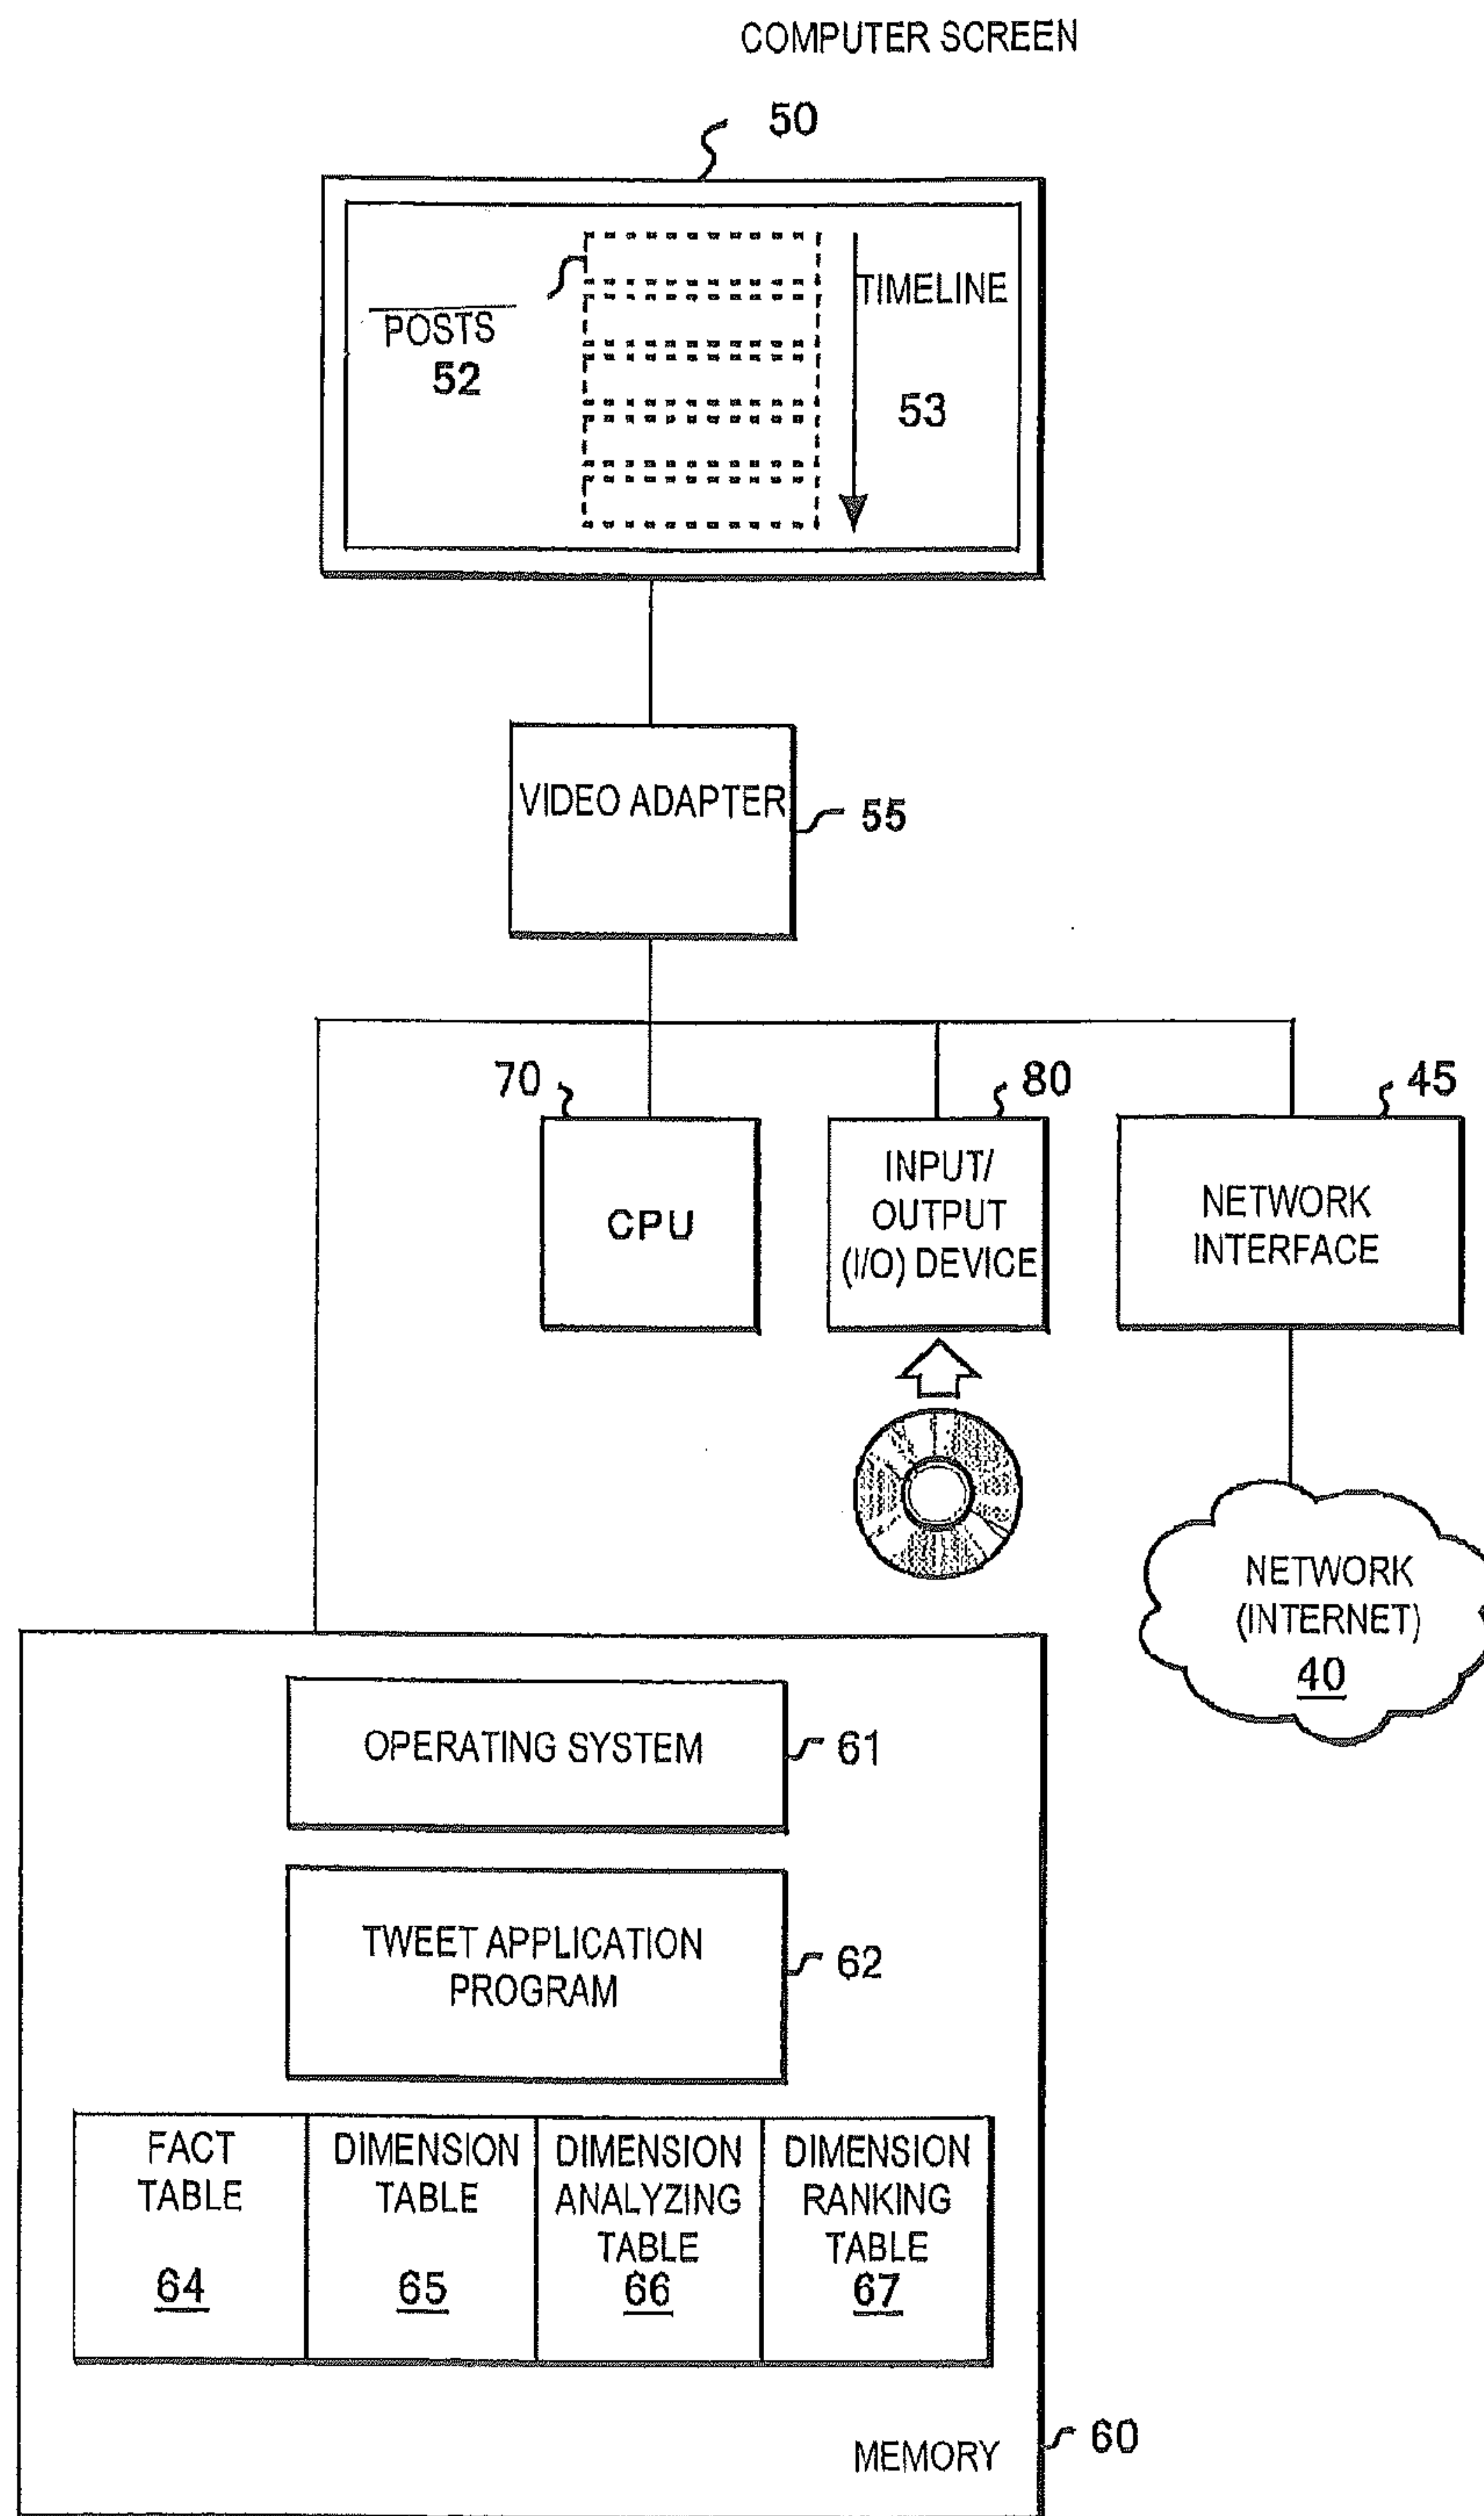 COMPUTER SCREEN
50
POSTS
52
TIMELINE
53
VIDEO ADAPTER
55
70
80
45
CPU
INPUT/
OUTPUT
(I/O) DEVICE
NETWORK
INTERFACE
NETWORK
(INTERNET)
40
OPERATING SYSTEM
61
TWEET APPLICATION
PROGRAM
62
FACT
TABLE
64
DIMENSION
TABLE
65
DIMENSION
ANALYZING
TABLE
66
DIMENSION
RANKING
TABLE
67
MEMORY
60